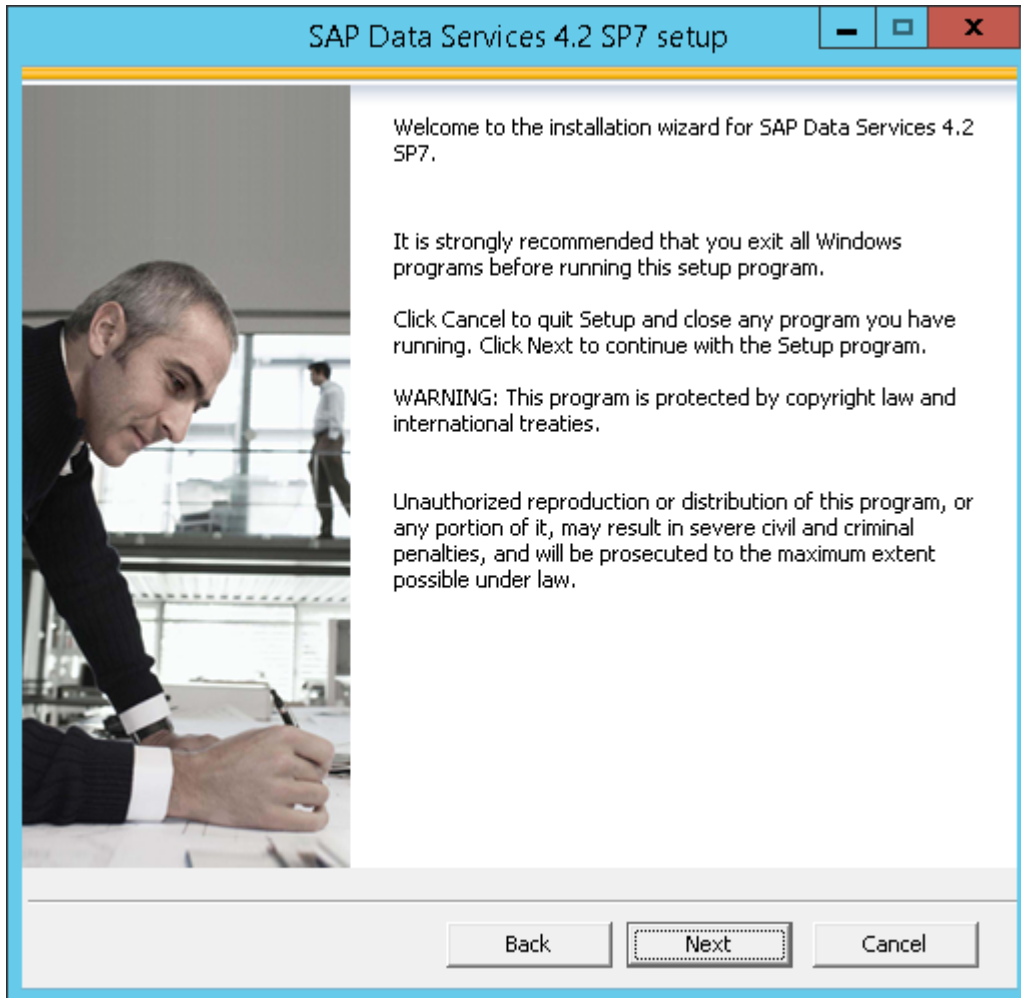 SAP Data Services 4.2 SP7 setup
Welcome to the installation wizard for SAP Data Services 4.2
SP7.
It is strongly recommended that you exit all Windows
programs before running this setup program.
Click Cancel to quit Setup and close any program you have
running. Click Next to continue with the Setup program.
WARNING: This program is protected by copyright law and
international treaties.
Unauthorized reproduction or distribution of this program, or
any portion of it, may result in severe civil and criminal
penalties, and will be prosecuted to the maximum extent
possible under law.
Back Next Cancel